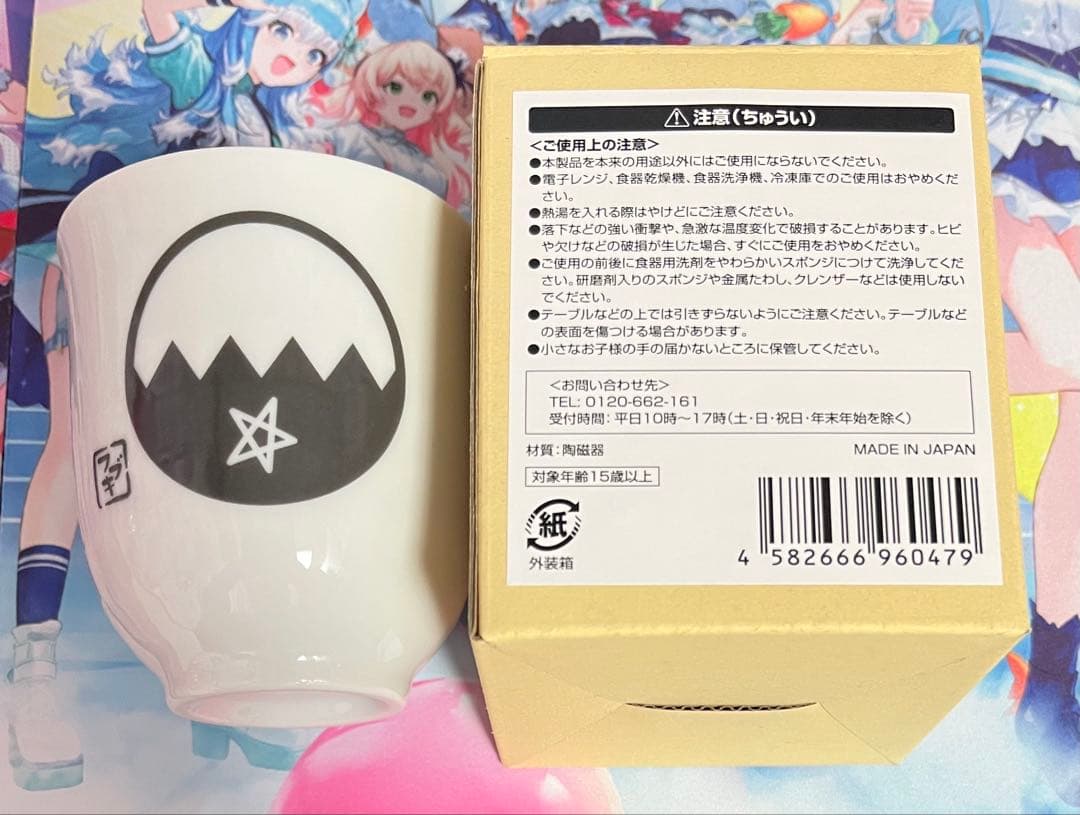 フブキ
注意(ちゅうい)
<ご使用上の注意>
●本製品を本来の用途以外にはご使用にならないでください。
●電子レンジ、食器乾燥機、食器洗浄機、冷凍庫でのご使用はおやめくだ
さい。
●熱湯を入れる際はやけどにご注意ください。
●落下などの強い衝撃や、急激な温度変化で破損することがあります。ヒビ
や欠けなどの破損が生じた場合、すぐにご使用をおやめください。
●ご使用の前後に食器用洗剤をやわらかいスポンジにつけて洗浄してくだ
さい。研磨剤入りのスポンジや金属たわし、クレンザーなどは使用しない
でください。
●テーブルなどの上では引きずらないようにご注意ください。テーブルなど
の表面を傷つける場合があります。
●小さなお子様の手の届かないところに保管してください。
<お問い合わせ先>
TEL: 0120-662-161
受付時間：平日10時～17時(土・日・祝日・年末年始を除く)
材質：陶磁器
MADE IN JAPAN
対象年齢15歳以上
紙
外装箱
4 582666 960479